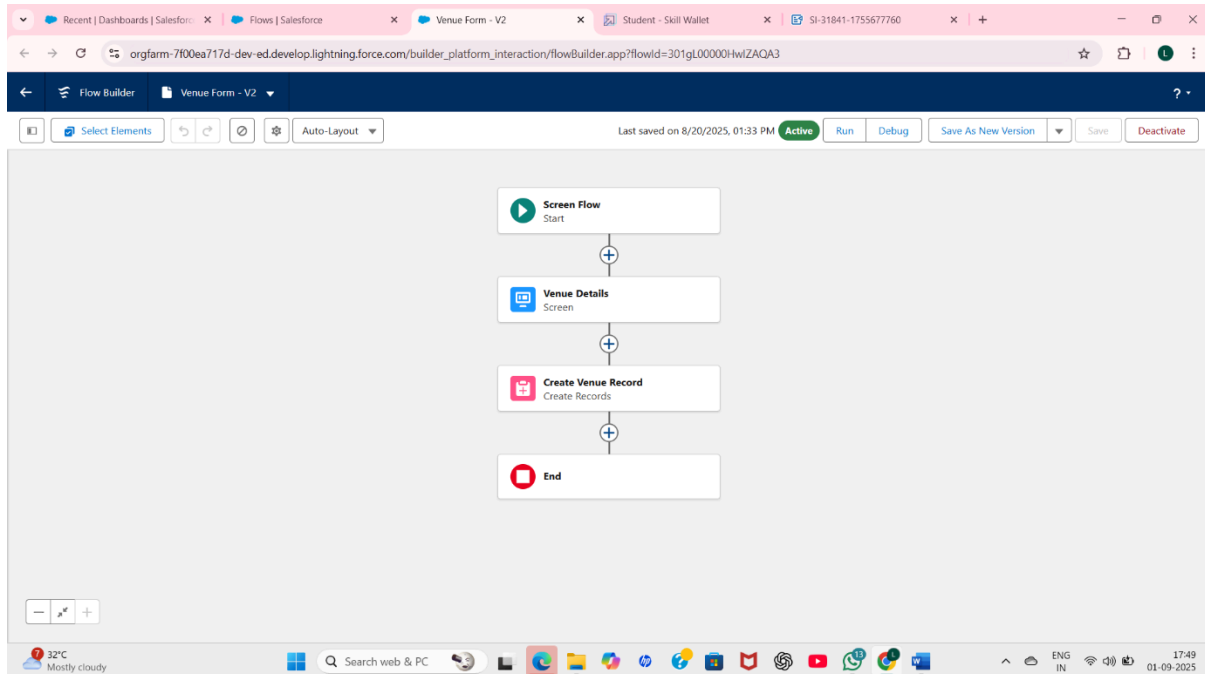 Recent | Dashboards | Salesforc
Flows | Salesforce
Venue Form - V2
Student - Skill Wallet
SI-31841-1755677760
orgfarm-7f00ea717d-dev-ed.develop.lightning.force.com/builder_platform_interaction/flowBuilder.app?flowId=301gL00000HwIZAQA3
L
Flow Builder
Venue Form - V2
?
Select Elements
Auto-Layout
Last saved on 8/20/2025, 01:33 PM
Active
Run
Debug
Save As New Version
Save
Deactivate
Screen Flow
Start
Venue Details
Screen
Create Venue Record
Create Records
End
7
32°C
Mostly cloudy
Search web & PC
13
ENG
IN
17:49
01-09-2025